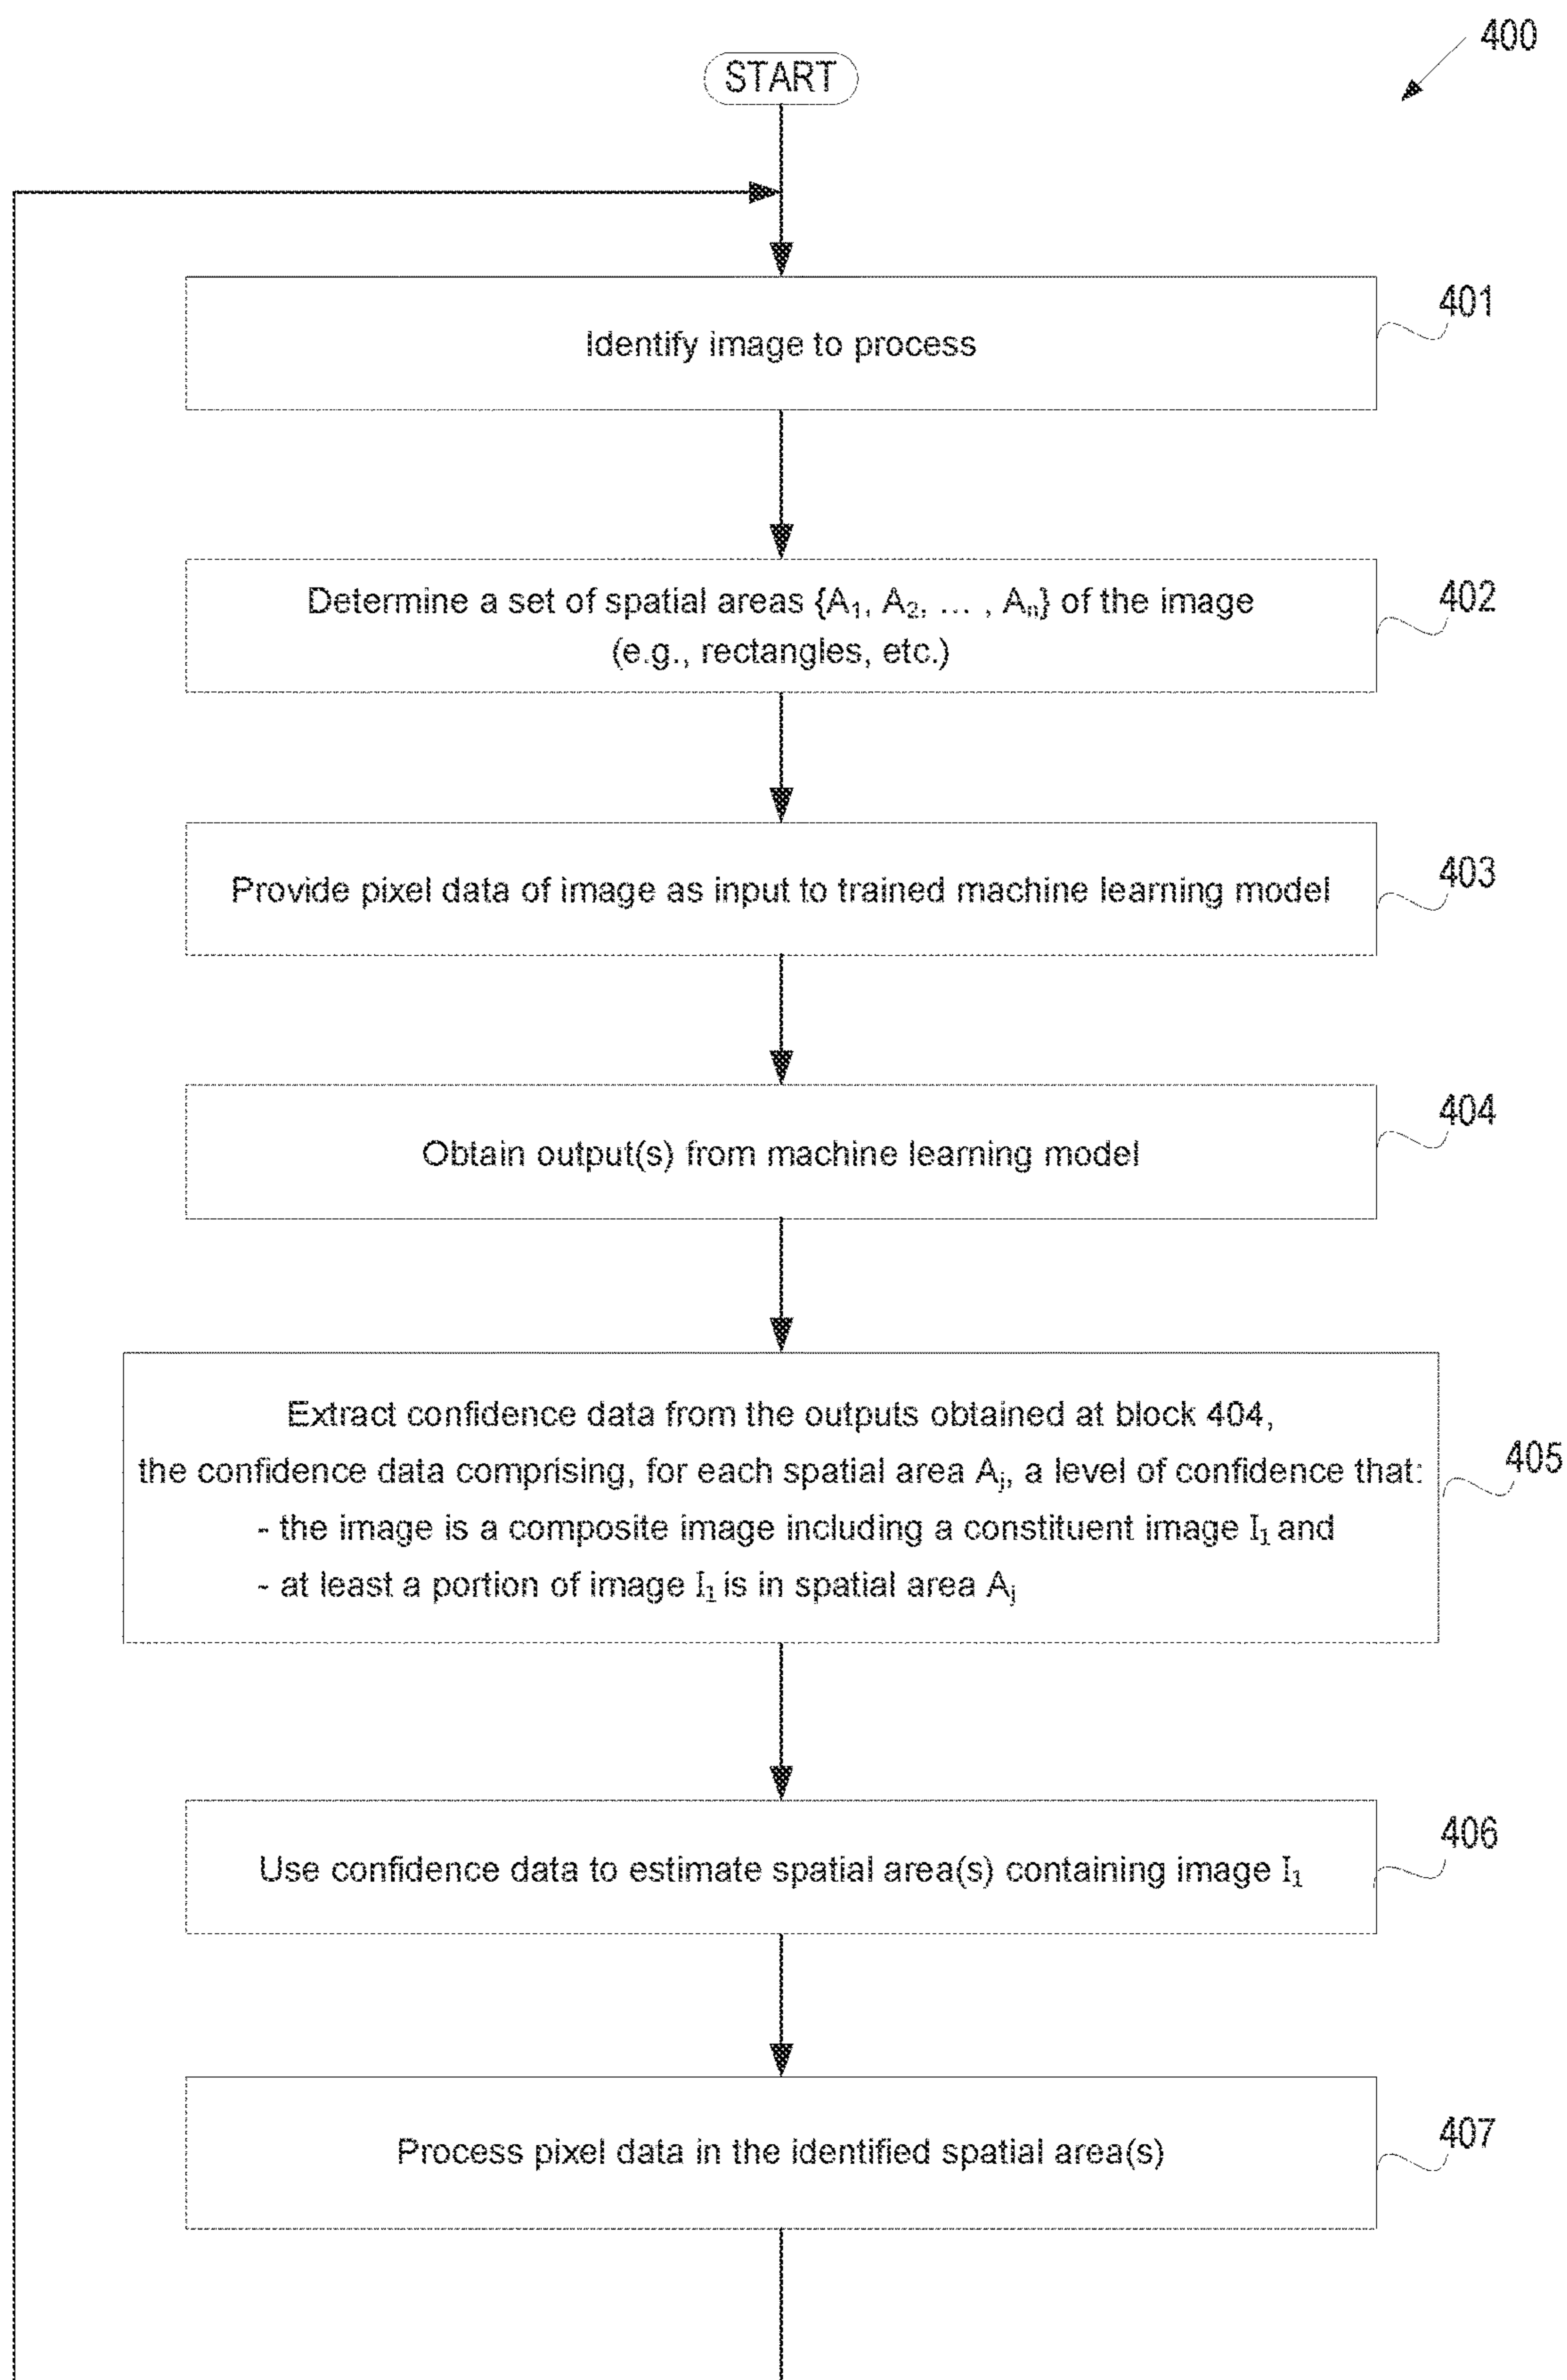 400
START
Identify image to process
401
Determine a set of spatial areas {A₁, A₂, … , Aₙ} of the image
(e.g., rectangles, etc.)
402
Provide pixel data of image as input to trained machine learning model
403
Obtain output(s) from machine learning model
404
Extract confidence data from the outputs obtained at block 404,
the confidence data comprising, for each spatial area Aⱼ, a level of confidence that:
- the image is a composite image including a constituent image I₁ and
- at least a portion of image I₁ is in spatial area Aⱼ
405
Use confidence data to estimate spatial area(s) containing image I₁
406
Process pixel data in the identified spatial area(s)
407